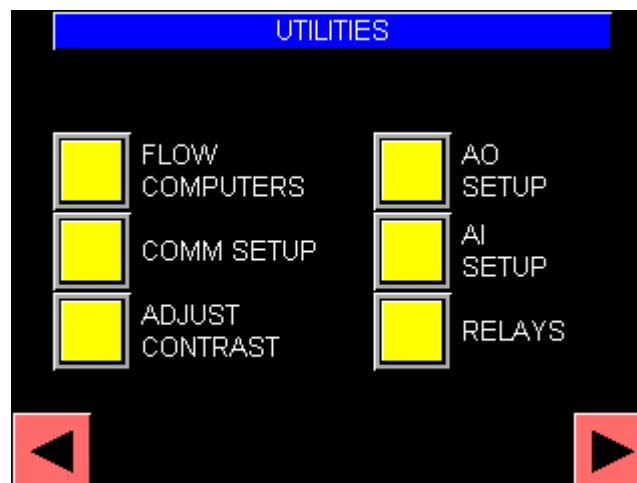 UTILITIES
FLOW
COMPUTERS
COMM SETUP
ADJUST
CONTRAST
AO
SETUP
AI
SETUP
RELAYS